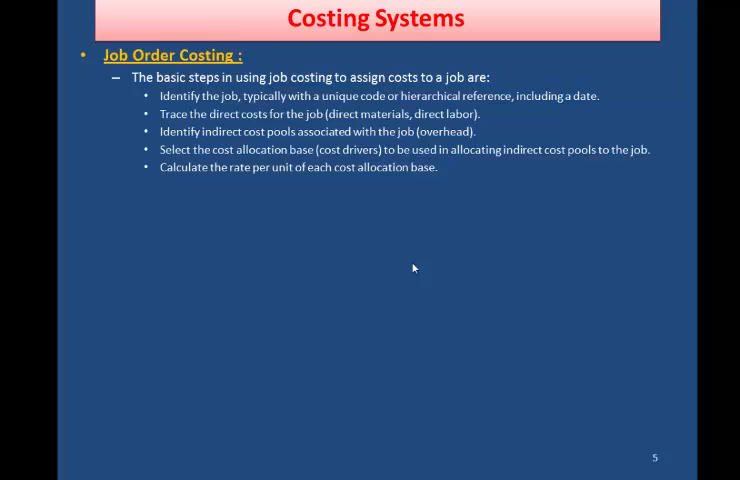 Costing Systems
• Job Order Costing :
– The basic steps in using job costing to assign costs to a job are:
• Identify the job, typically with a unique code or hierarchical reference, including a date.
• Trace the direct costs for the job (direct materials, direct labor).
• Identify indirect cost pools associated with the job (overhead).
• Select the cost allocation base (cost drivers) to be used in allocating indirect cost pools to the job.
• Calculate the rate per unit of each cost allocation base.
5